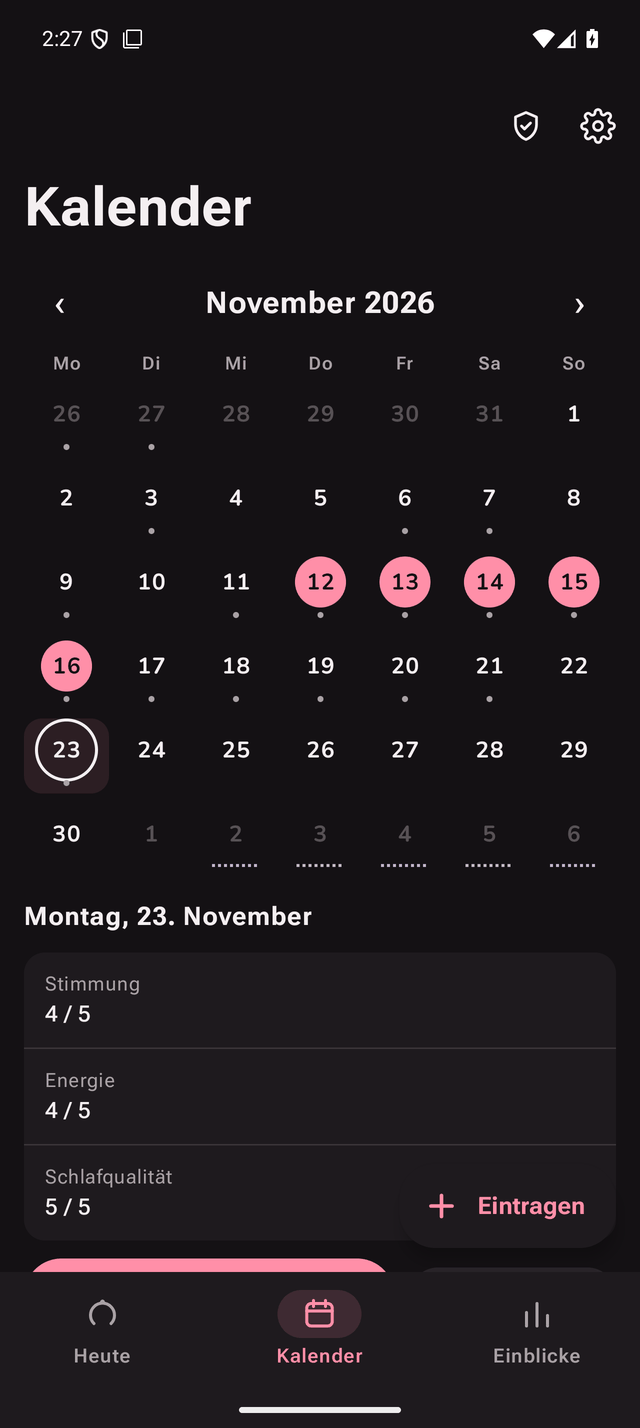 2:27
Kalender
‹ November 2026 ›
Mo Di Mi Do Fr Sa So
26 27 28 29 30 31 1
2 3 4 5 6 7 8
9 10 11 12 13 14 15
16 17 18 19 20 21 22
23 24 25 26 27 28 29
30 1 2 3 4 5 6
Montag, 23. November
Stimmung
4 / 5
Energie
4 / 5
Schlafqualität
5 / 5
+ Eintragen
Heute Kalender Einblicke